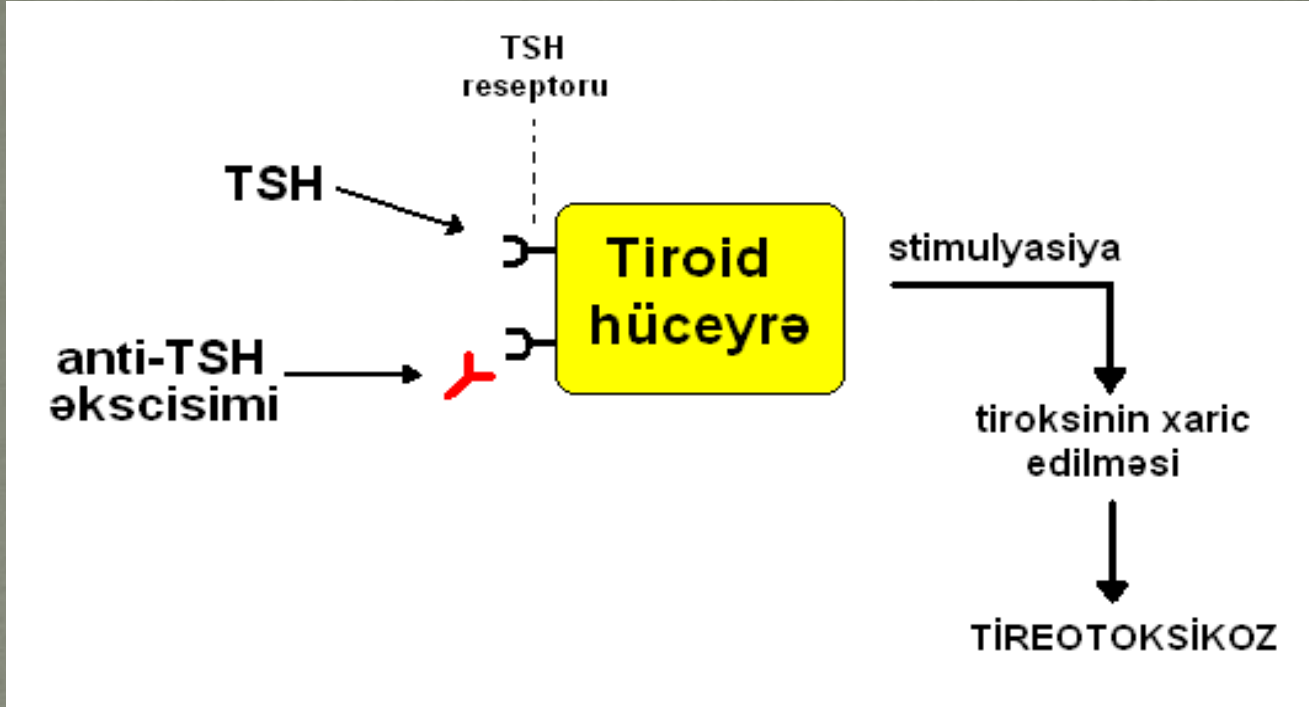 TSH
reseptoru
TSH
Tiroid
hüceyrə
stimulyasiya
anti-TSH
əkscisimi
tiroksinin xaric
edilməsi
TİREOTOKSİKOZ